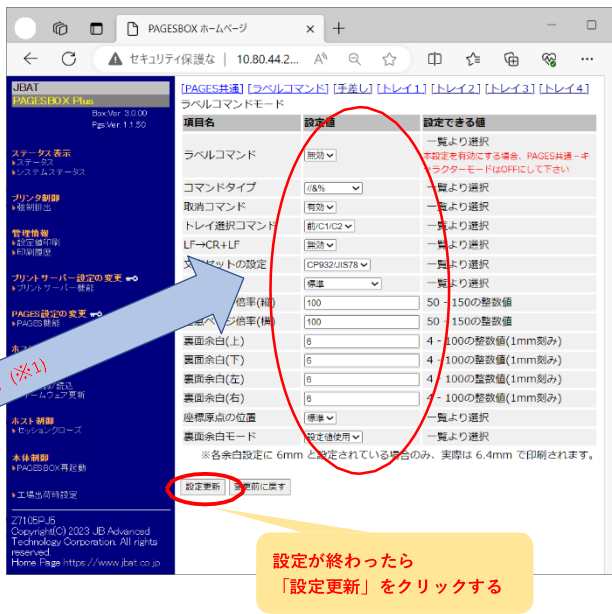 PAGESBOX ホームページ
セキュリティ保護なし | 10.80.44.2...
JBAT
PAGESBOX Plus
Box:Ver 3.0.00
Pgs:Ver. 1.1.50
ステータス表示
ステータス
システムステータス
プリンタ制御
強制排出
管理情報
設定値印刷
印刷履歴
プリントサーバー設定の変更
プリントサーバー機能
PAGES設定の変更
PAGES機能
(※1)
ホスト制御
セッションクローズ
本体制御
PAGESBOX再起動
工場出荷時設定
Z7105PJ5
Copyright(C) 2023 JB Advanced
Technology Corporation. All rights
reserved.
Home Page https://www.jbat.co.jp
[PAGES共通] [ラベルコマンド] [手差し] [トレイ1] [トレイ2] [トレイ3] [トレイ4]
ラベルコマンドモード
項目名 設定値 設定できる値
ラベルコマンド 無効 一覧より選択
本設定を有効にする場合、PAGES共通－キャラクターモードはOFFにして下さい
コマンドタイプ //&% 一覧より選択
取消コマンド 有効 一覧より選択
トレイ選択コマンド 前/C1/C2 一覧より選択
LF→CR+LF 無効 一覧より選択
の設定 CP932/JIS78 一覧より選択
標準 一覧より選択
倍率(縦) 100 50 - 150の整数値
倍率(横) 100 50 - 150の整数値
裏面余白(上) 6 4 - 100の整数値(1mm刻み)
裏面余白(下) 6 4 - 100の整数値(1mm刻み)
裏面余白(左) 6 4 - 100の整数値(1mm刻み)
裏面余白(右) 6 4 - 100の整数値(1mm刻み)
座標原点の位置 標準 一覧より選択
裏面余白モード 設定値使用 一覧より選択
※各余白設定に 6mm と設定されている場合のみ、実際は 6.4mm で印刷されます。
設定更新 変更前に戻す
設定が終わったら
「設定更新」をクリックする